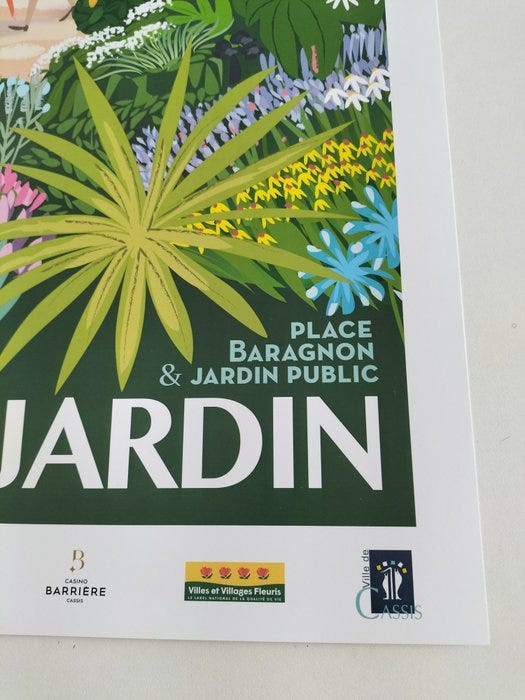 PLACE
BARAGNON
& JARDIN PUBLIC
JARDIN
B
CASINO
BARRIÈRE
CASSIS
Villes et Villages Fleuris
LE LABEL NATIONAL DE LA QUALITÉ DE VIE
Ville de
CASSIS